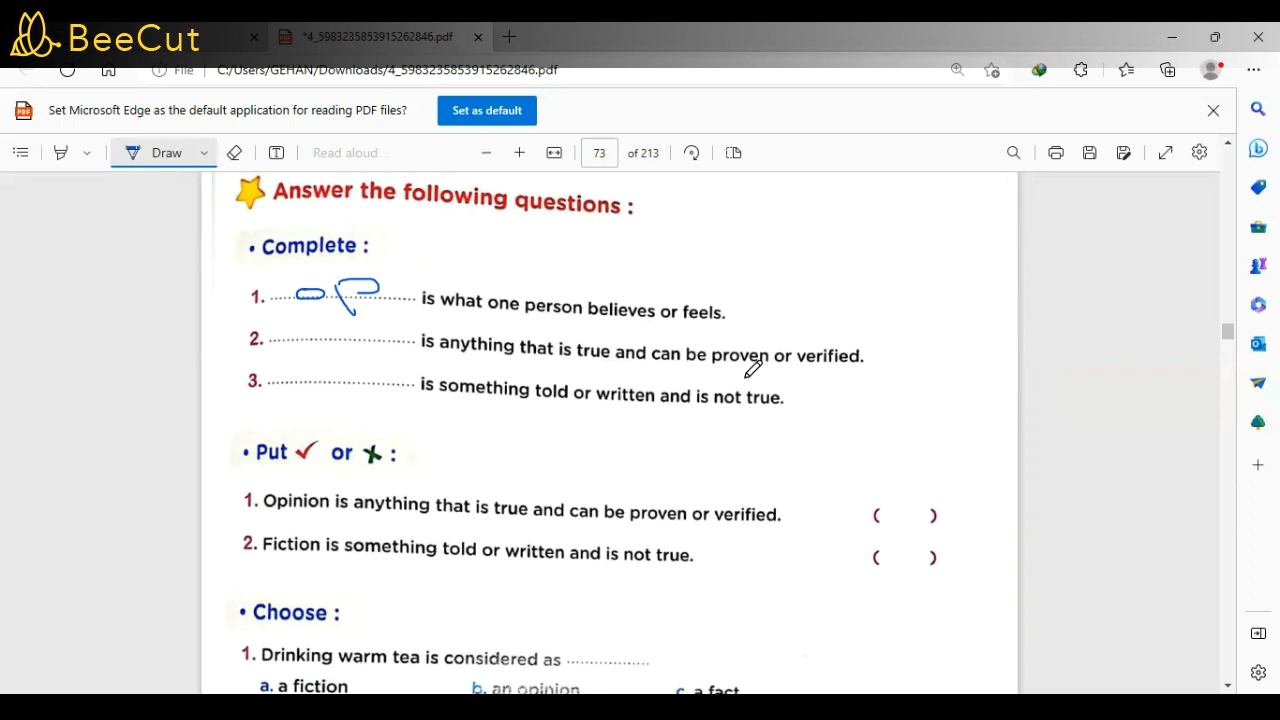 BeeCut
*4_5983235853915262846.pdf
File C:/Users/GEHAN/Downloads/4_5983235853915262846.pdf
Set Microsoft Edge as the default application for reading PDF files? Set as default
Draw Read aloud... 73 of 213
Answer the following questions :
• Complete :
1. .................... is what one person believes or feels.
2. .................... is anything that is true and can be proven or verified.
3. .................... is something told or written and is not true.
• Put ✓ or ✗ :
1. Opinion is anything that is true and can be proven or verified. ( )
2. Fiction is something told or written and is not true. ( )
• Choose :
1. Drinking warm tea is considered as ................
a. a fiction b. an opinion c. a fact